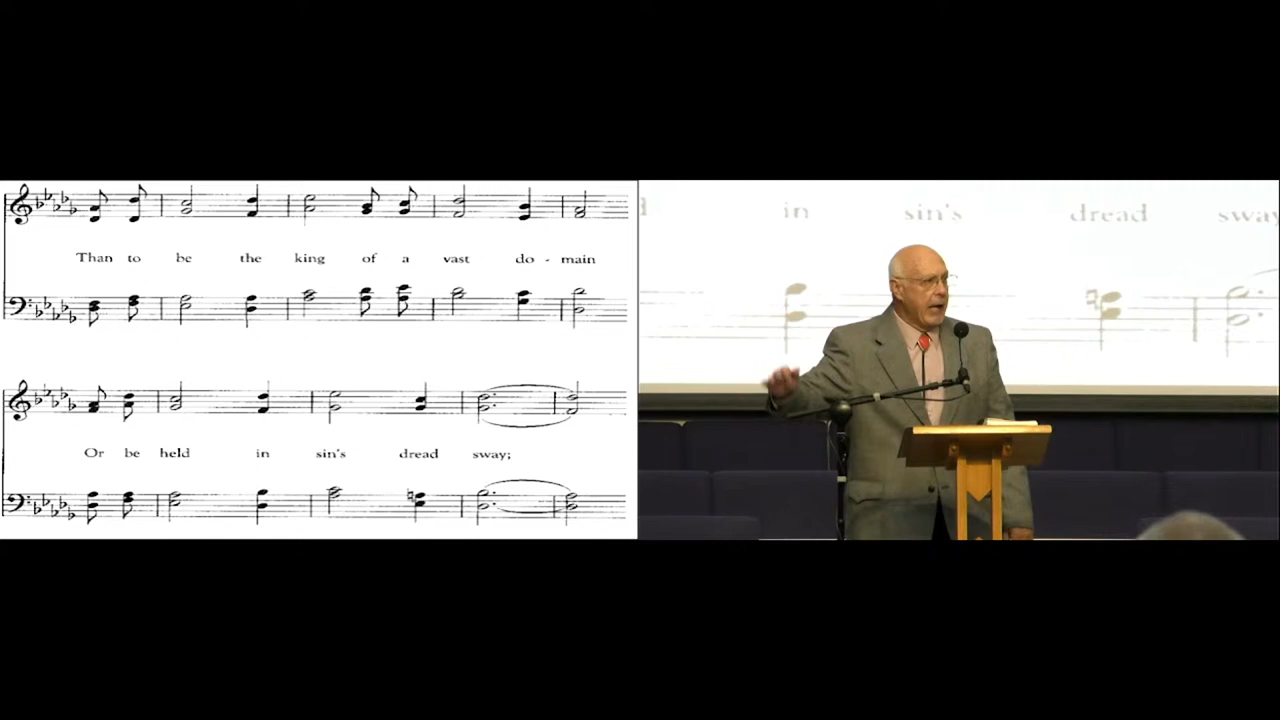 Than to be the king of a vast do - main
Or be held in sin's dread sway;
in sin's dread sway